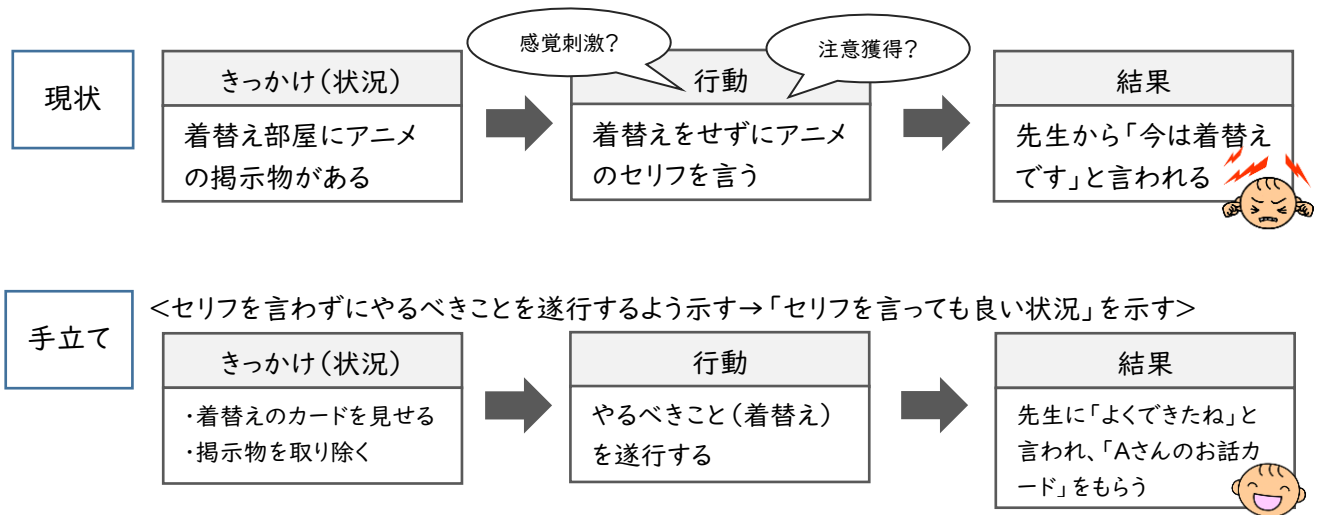 感覚刺激?
注意獲得?
現状
きっかけ(状況)
着替え部屋にアニメ
の掲示物がある
行動
着替えをせずにアニメ
のセリフを言う
結果
先生から「今は着替え
です」と言われる
手立て
<セリフを言わずにやるべきことを遂行するよう示す→「セリフを言っても良い状況」を示す>
きっかけ(状況)
・着替えのカードを見せる
・掲示物を取り除く
行動
やるべきこと(着替え)
を遂行する
結果
先生に「よくできたね」と
言われ、「Aさんのお話カ
ード」をもらう